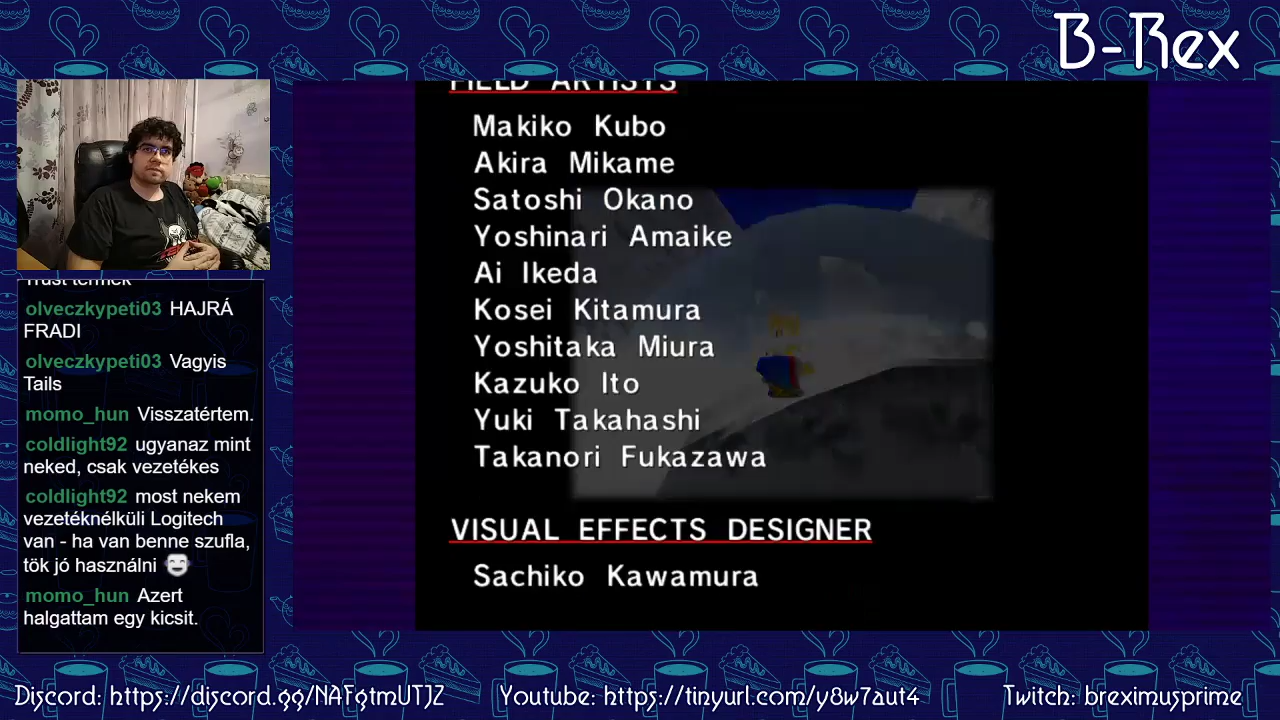 B-Rex
FIELD ARTISTS
Makiko Kubo
Akira Mikame
Satoshi Okano
Yoshinari Amaike
Ai Ikeda
Kosei Kitamura
Yoshitaka Miura
Kazuko Ito
Yuki Takahashi
Takanori Fukazawa
VISUAL EFFECTS DESIGNER
Sachiko Kawamura
Trust termék
olveczkypeti03 HAJRÁ
FRADI
olveczkypeti03 Vagyis
Tails
momo_hun Visszatértem.
coldlight92 ugyanaz mint
neked, csak vezetékes
coldlight92 most nekem
vezetéknélküli Logitech
van - ha van benne szufla,
tök jó használni
momo_hun Azert
halgattam egy kicsit.
Discord: https://discord.gg/NAFgtmUTJZ
Youtube: https://tinyurl.com/y8w7aut4
Twitch: breximusprime